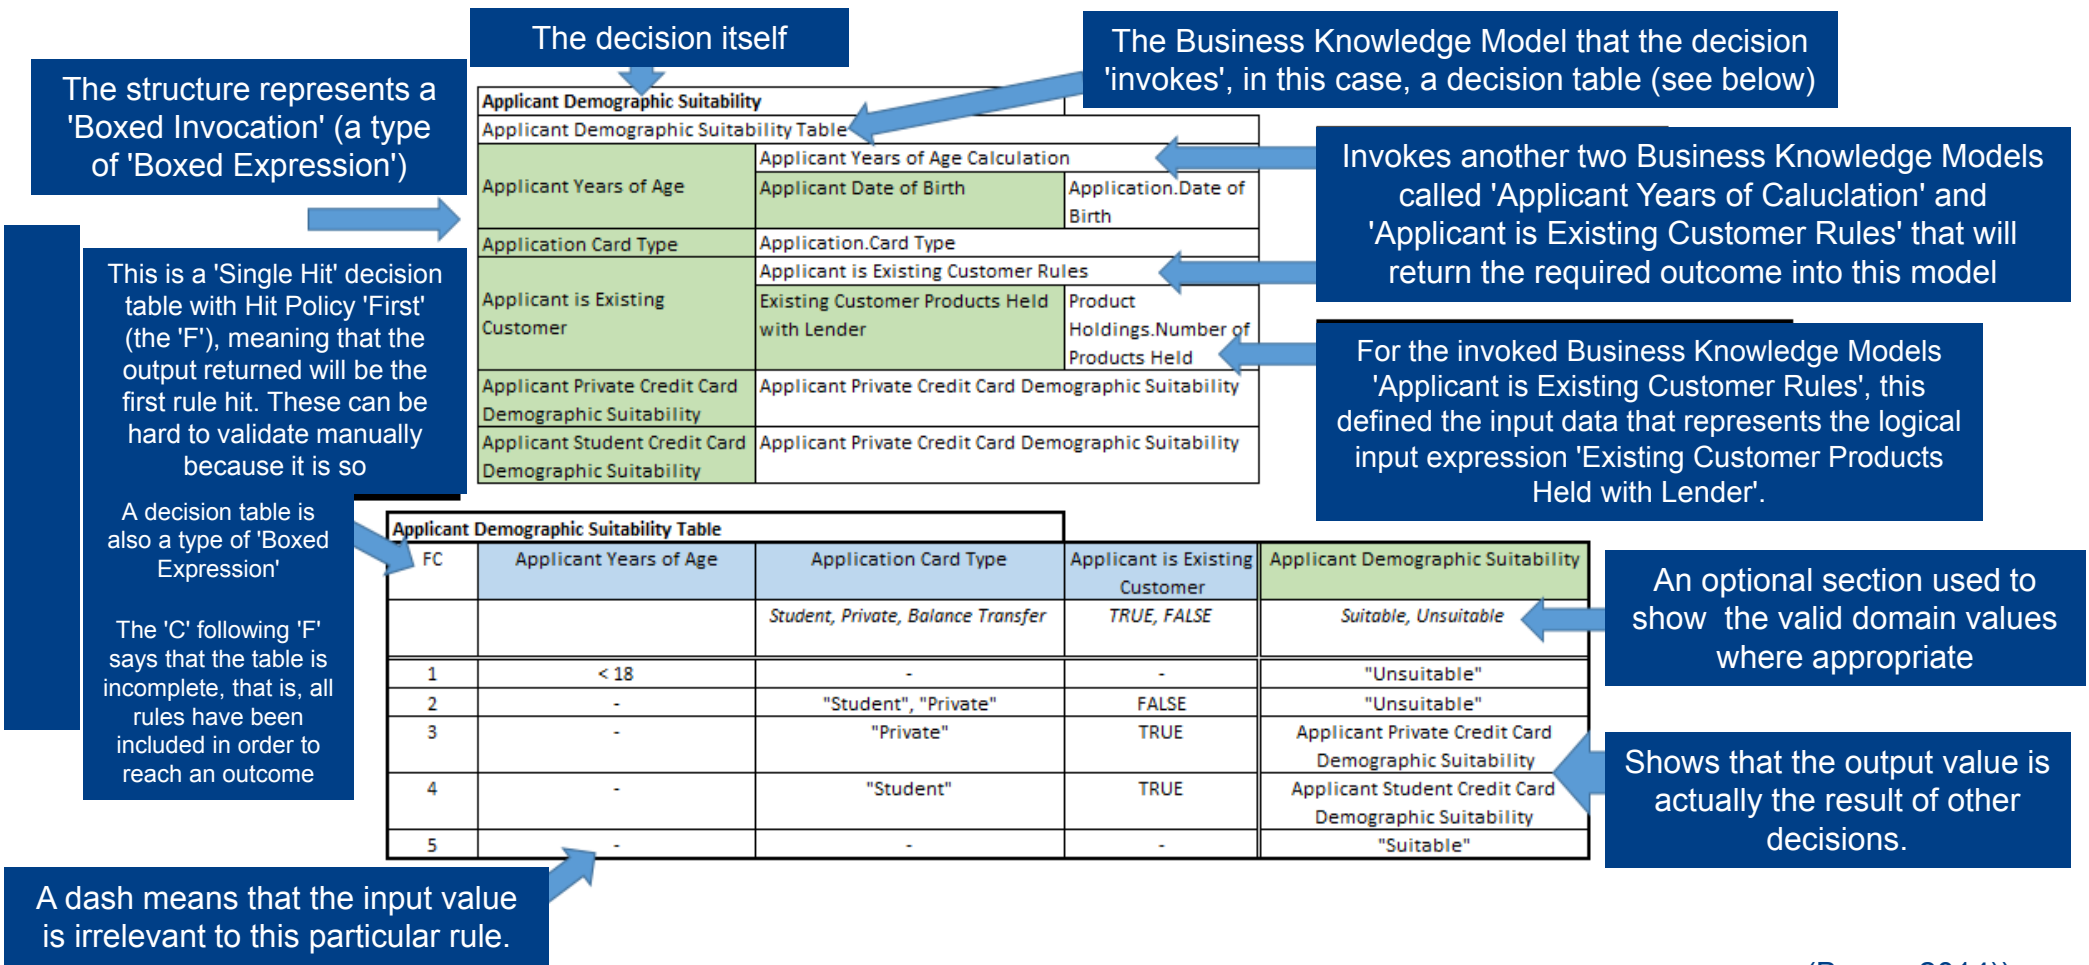 The decision itself
The Business Knowledge Model that the decision
'invokes', in this case, a decision table (see below)
The structure represents a
'Boxed Invocation' (a type
of 'Boxed Expression')
Applicant Demographic Suitability
Applicant Demographic Suitability Table
Applicant Years of Age
Applicant Years of Age Calculation
Applicant Date of Birth
Application.Date of
Birth
Application Card Type
Application.Card Type
Applicant is Existing
Customer
Applicant is Existing Customer Rules
Existing Customer Products Held
with Lender
Product
Holdings.Number of
Products Held
Applicant Private Credit Card
Demographic Suitability
Applicant Private Credit Card Demographic Suitability
Applicant Student Credit Card
Demographic Suitability
Applicant Private Credit Card Demographic Suitability
Invokes another two Business Knowledge Models
called 'Applicant Years of Caluclation' and
'Applicant is Existing Customer Rules' that will
return the required outcome into this model
For the invoked Business Knowledge Models
'Applicant is Existing Customer Rules', this
defined the input data that represents the logical
input expression 'Existing Customer Products
Held with Lender'.
This is a 'Single Hit' decision
table with Hit Policy 'First'
(the 'F'), meaning that the
output returned will be the
first rule hit. These can be
hard to validate manually
because it is so
A decision table is
also a type of 'Boxed
Expression'
The 'C' following 'F'
says that the table is
incomplete, that is, all
rules have been
included in order to
reach an outcome
Applicant Demographic Suitability Table
FC Applicant Years of Age Application Card Type Applicant is Existing Customer Applicant Demographic Suitability
Student, Private, Balance Transfer TRUE, FALSE Suitable, Unsuitable
1 < 18 - - "Unsuitable"
2 - "Student", "Private" FALSE "Unsuitable"
3 - "Private" TRUE Applicant Private Credit Card
Demographic Suitability
4 - "Student" TRUE Applicant Student Credit Card
Demographic Suitability
5 - - - "Suitable"
An optional section used to
show the valid domain values
where appropriate
Shows that the output value is
actually the result of other
decisions.
A dash means that the input value
is irrelevant to this particular rule.